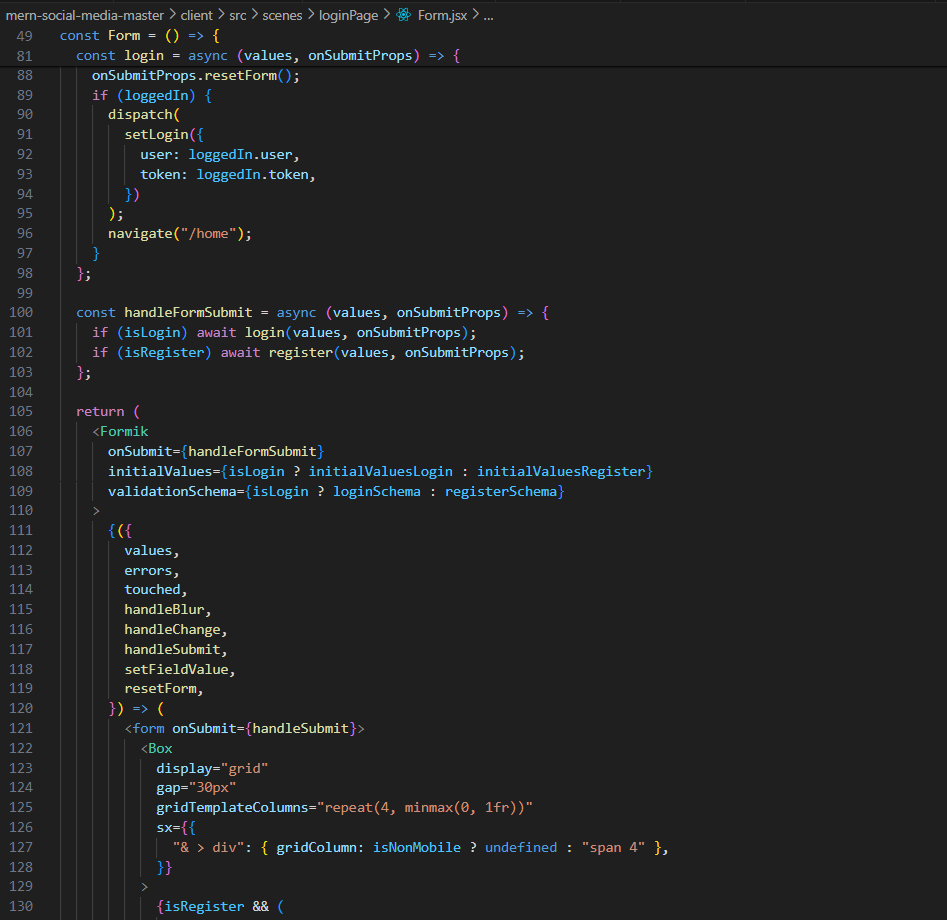 mern-social-media-master > client > src > scenes > loginPage > Form.jsx > ...
49 const Form = () => {
81 const login = async (values, onSubmitProps) => {
88 onSubmitProps.resetForm();
89 if (loggedIn) {
90 dispatch(
91 setLogin({
92 user: loggedIn.user,
93 token: loggedIn.token,
94 })
95 );
96 navigate("/home");
97 }
98 };
99
100 const handleFormSubmit = async (values, onSubmitProps) => {
101 if (isLogin) await login(values, onSubmitProps);
102 if (isRegister) await register(values, onSubmitProps);
103 };
104
105 return (
106 <Formik
107 onSubmit={handleFormSubmit}
108 initialValues={isLogin ? initialValuesLogin : initialValuesRegister}
109 validationSchema={isLogin ? loginSchema : registerSchema}
110 >
111 {({
112 values,
113 errors,
114 touched,
115 handleBlur,
116 handleChange,
117 handleSubmit,
118 setFieldValue,
119 resetForm,
120 }) => (
121 <form onSubmit={handleSubmit}>
122 <Box
123 display="grid"
124 gap="30px"
125 gridTemplateColumns="repeat(4, minmax(0, 1fr))"
126 sx={{
127 "& > div": { gridColumn: isNonMobile ? undefined : "span 4" },
128 }}
129 >
130 {isRegister && (